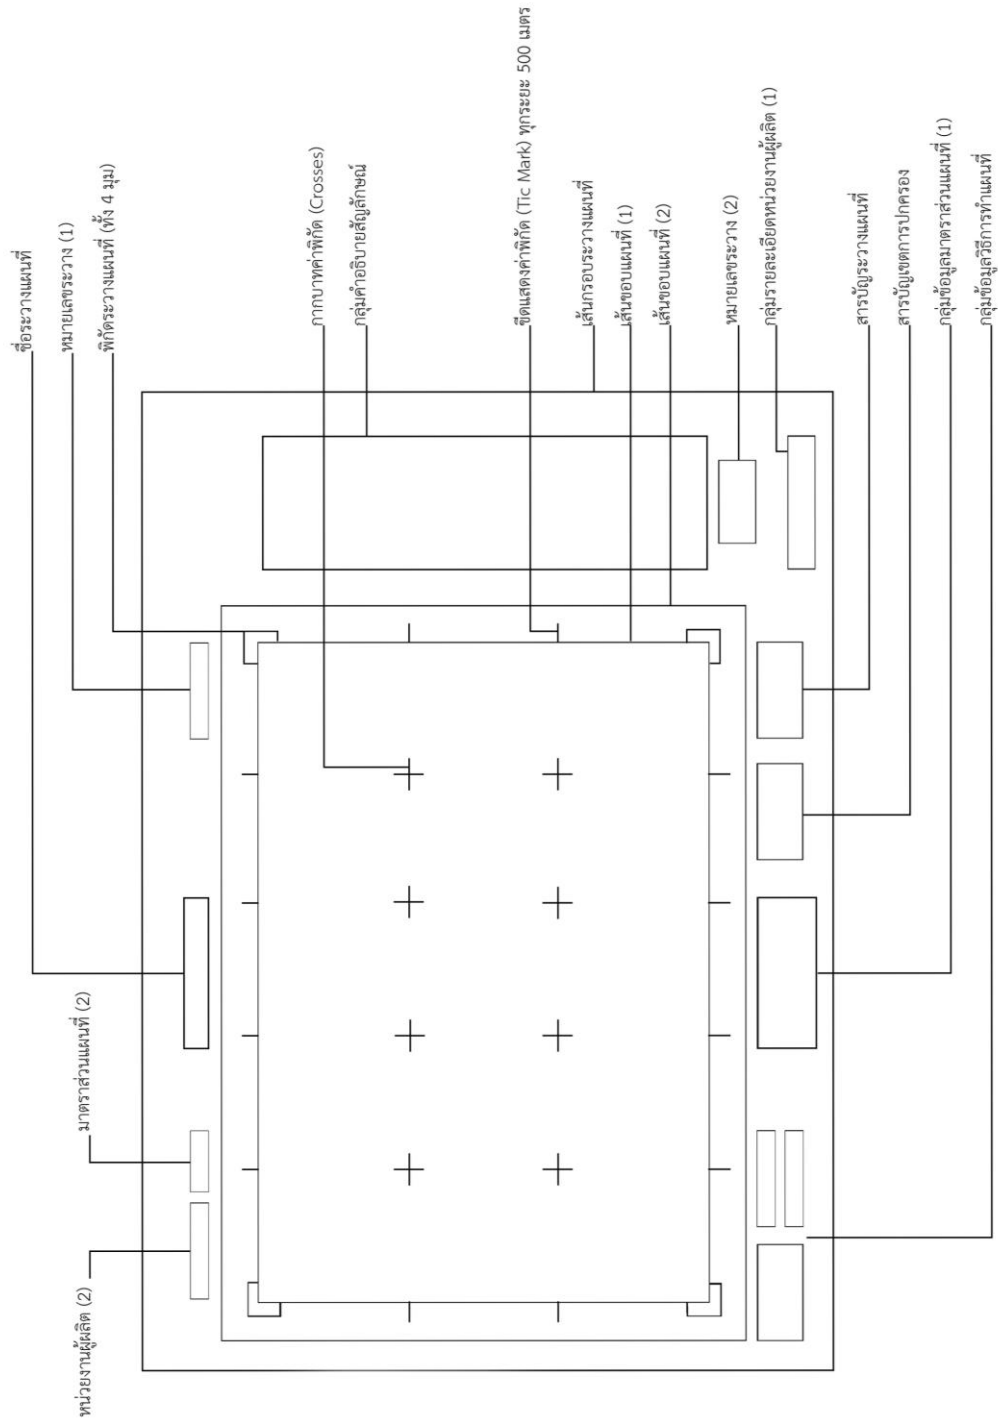 หน่วยงานผู้ผลิต (2)
มาตราส่วนแผนที่ (2)
ชื่อระวางแผนที่
หมายเลขระวาง (1)
พิกัดระวางแผนที่ (ทั้ง 4 มุม)
กากบาทค่าพิกัด (Crosses)
กลุ่มคำอธิบายสัญลักษณ์
ขีดแสดงค่าพิกัด (Tic Mark) ทุกระยะ 500 เมตร
เส้นกรอบระวางแผนที่
เส้นขอบแผนที่ (1)
เส้นขอบแผนที่ (2)
หมายเลขระวาง (2)
กลุ่มรายละเอียดหน่วยงานผู้ผลิต (1)
สารบัญระวางแผนที่
สารบัญเขตการปกครอง
กลุ่มข้อมูลมาตราส่วนแผนที่ (1)
กลุ่มข้อมูลวิธีการทำแผนที่